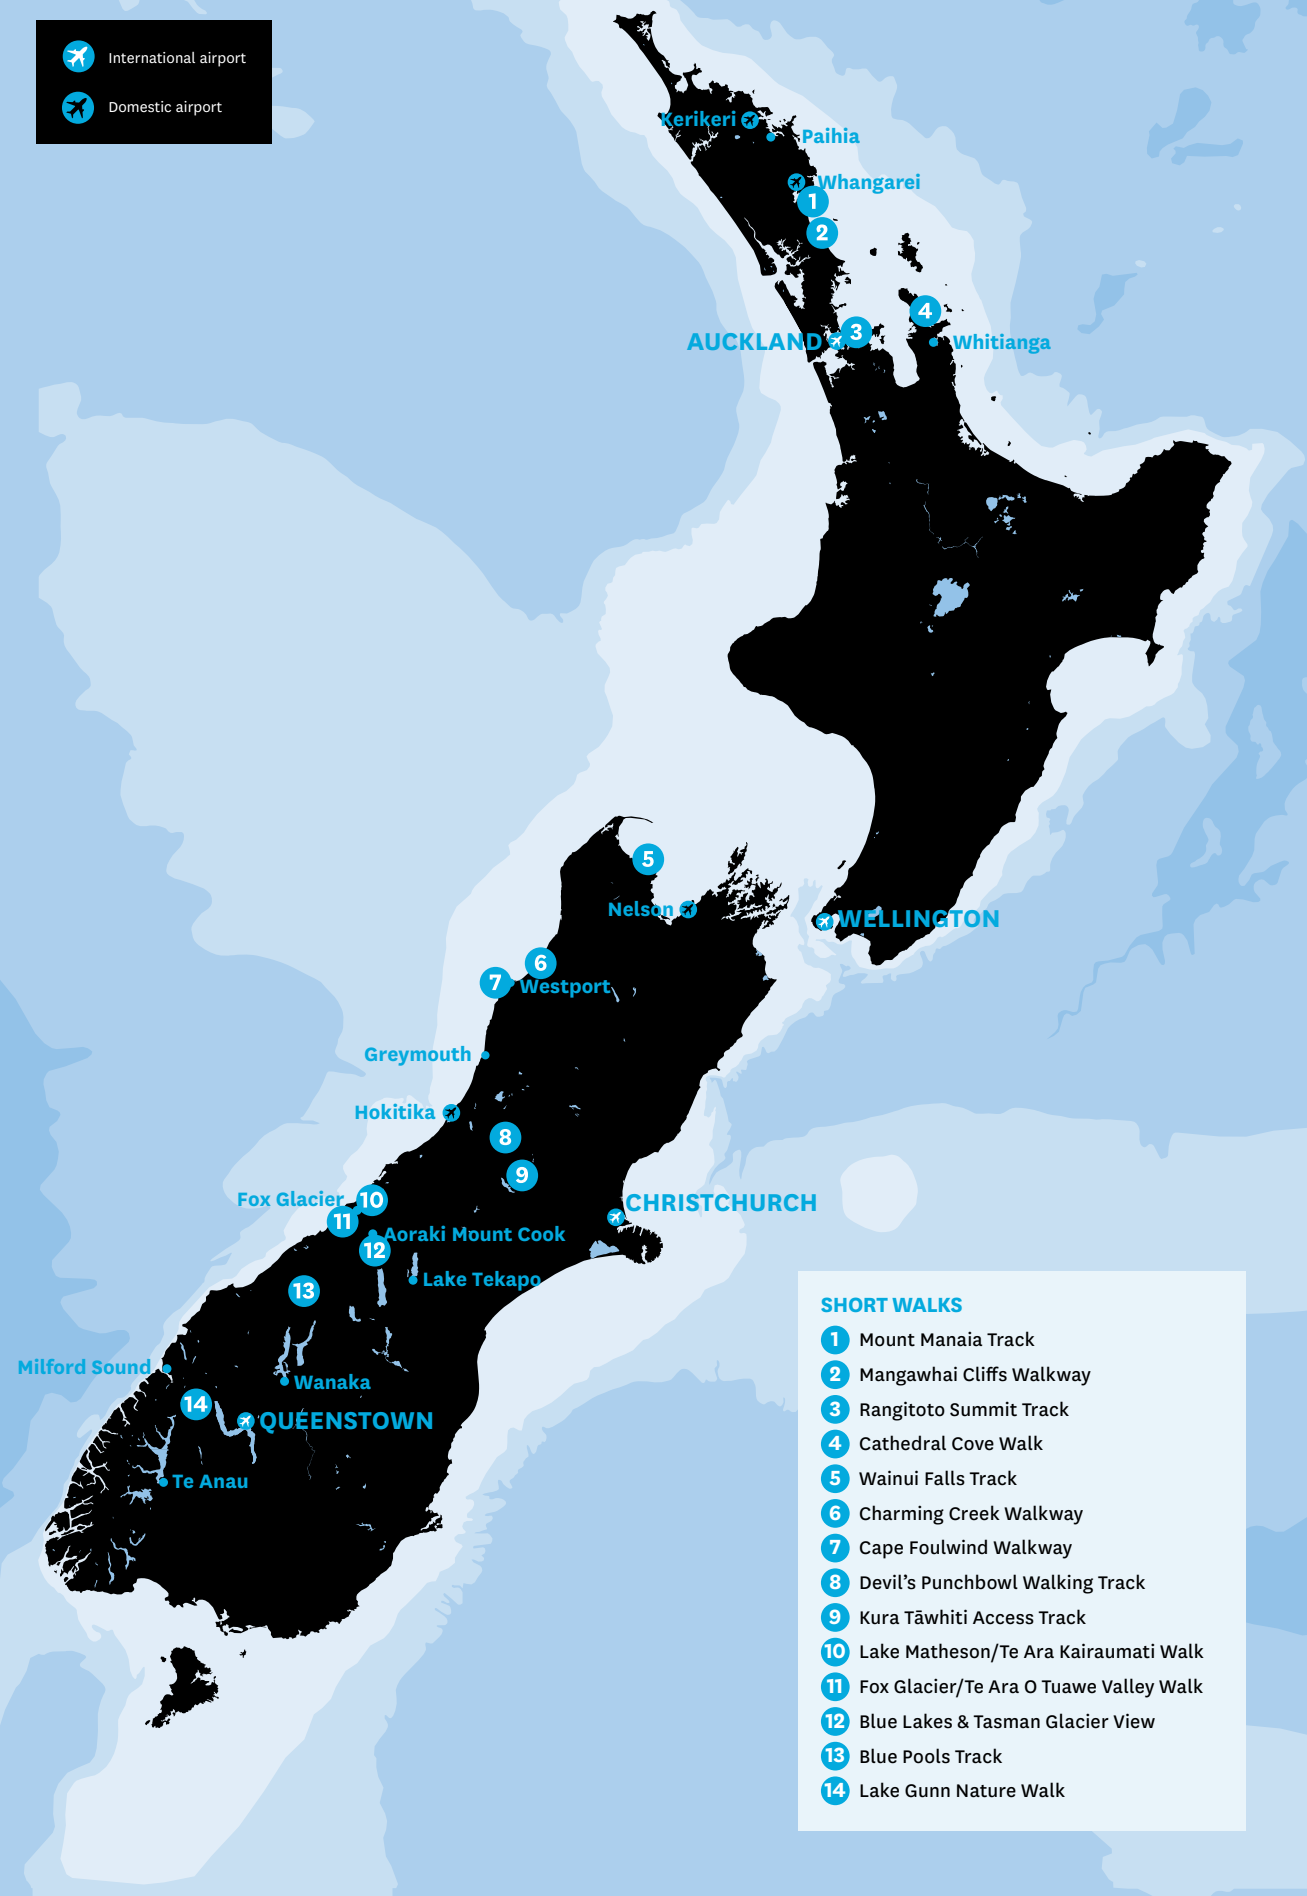 International airport
Domestic airport
Kerikeri
Paihia
Whangarei
1
2
4
3
AUCKLAND
Whitianga
5
Nelson
WELLINGTON
6
7
Westport
Greymouth
Hokitika
8
9
Fox Glacier
10
CHRISTCHURCH
11
Aoraki Mount Cook
12
Lake Tekapo
13
Milford Sound
Wanaka
14
QUEENSTOWN
Te Anau
SHORT WALKS
1 Mount Manaia Track
2 Mangawhai Cliffs Walkway
3 Rangitoto Summit Track
4 Cathedral Cove Walk
5 Wainui Falls Track
6 Charming Creek Walkway
7 Cape Foulwind Walkway
8 Devil's Punchbowl Walking Track
9 Kura Tāwhiti Access Track
10 Lake Matheson/Te Ara Kairaumati Walk
11 Fox Glacier/Te Ara O Tuawe Valley Walk
12 Blue Lakes & Tasman Glacier View
13 Blue Pools Track
14 Lake Gunn Nature Walk